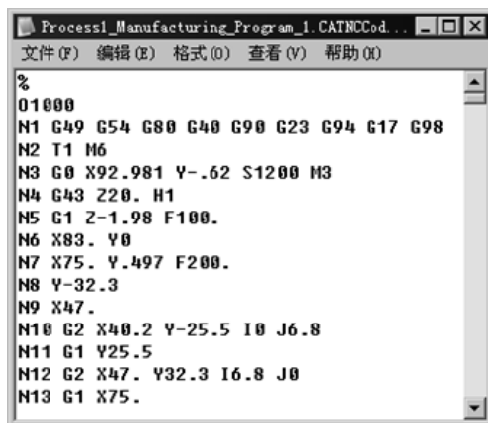 Process1_Manufacturing_Program_1.CATNCCod...
文件(F) 编辑(E) 格式(O) 查看(V) 帮助(H)
%
O1000
N1 G49 G54 G80 G40 G90 G23 G94 G17 G98
N2 T1 M6
N3 G0 X92.981 Y-.62 S1200 M3
N4 G43 Z20. H1
N5 G1 Z-1.98 F100.
N6 X83. Y0
N7 X75. Y.497 F200.
N8 Y-32.3
N9 X47.
N10 G2 X40.2 Y-25.5 I0 J6.8
N11 G1 Y25.5
N12 G2 X47. Y32.3 I6.8 J0
N13 G1 X75.